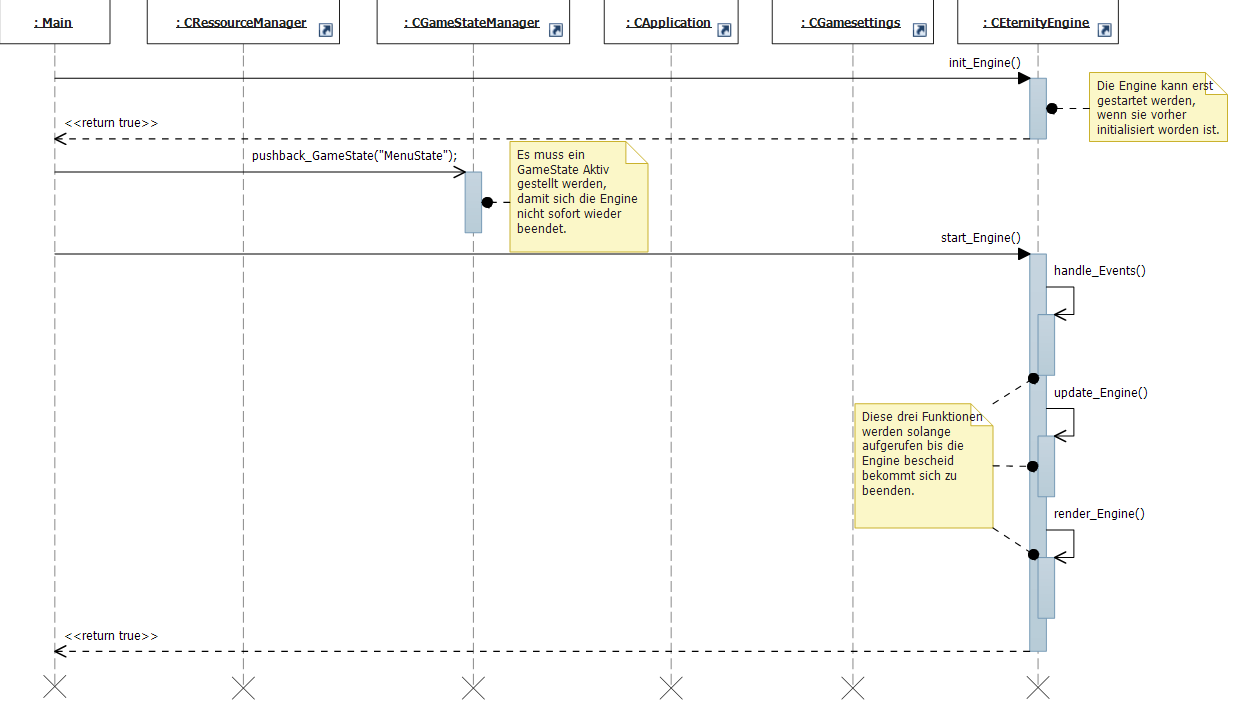 : Main
: CRessourceManager
: CGameStateManager
: CApplication
: CGamesettings
: CEternityEngine
init_Engine()
Die Engine kann erst
gestartet werden,
wenn sie vorher
initialisiert worden ist.
<<return true>>
pushback_GameState("MenuState");
Es muss ein
GameState Aktiv
gestellt werden,
damit sich die Engine
nicht sofort wieder
beendet.
start_Engine()
handle_Events()
update_Engine()
Diese drei Funktionen
werden solange
aufgerufen bis die
Engine bescheid
bekommt sich zu
beenden.
render_Engine()
<<return true>>